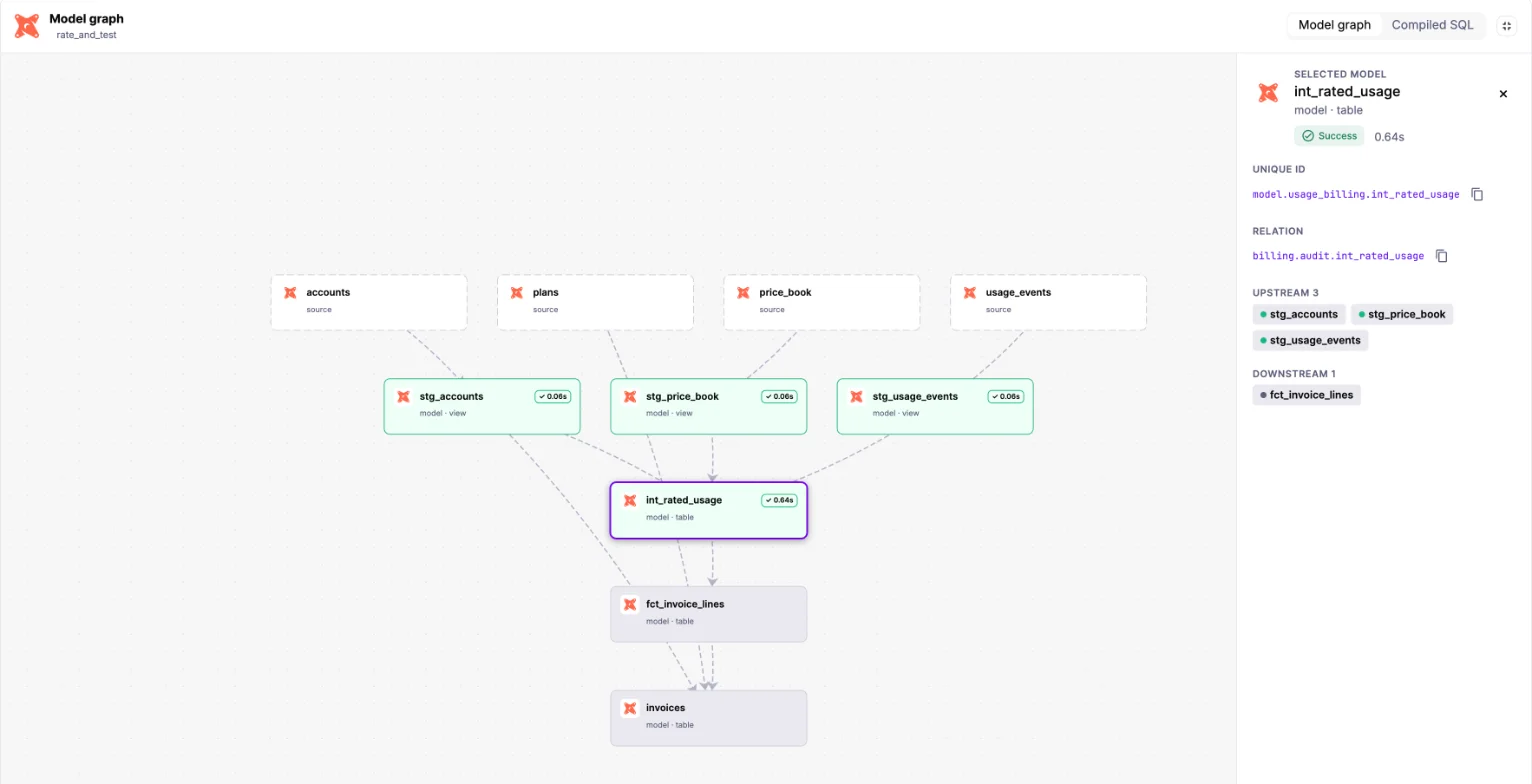 Model graph
rate_and_test
Model graph
Compiled SQL
SELECTED MODEL
int_rated_usage
model · table
Success
0.64s
UNIQUE ID
model.usage_billing.int_rated_usage
RELATION
billing.audit.int_rated_usage
UPSTREAM 3
stg_accounts
stg_price_book
stg_usage_events
DOWNSTREAM 1
fct_invoice_lines
accounts
source
plans
source
price_book
source
usage_events
source
stg_accounts
0.06s
model · view
stg_price_book
0.06s
model · view
stg_usage_events
0.06s
model · view
int_rated_usage
0.64s
model · table
fct_invoice_lines
model · table
invoices
model · table